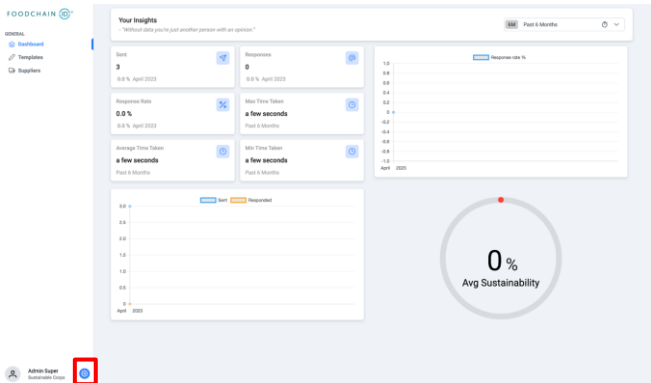 FOODCHAIN ID
GENERAL
Dashboard
Templates
Suppliers
Admin Super
Sustainable Corps
Your Insights
- "Without data you're just another person with an opinion."
6M Past 6 Months
Sent
3
0.0 % April 2023
Responses
0
0.0 % April 2023
Response Rate
0.0 %
0.0 % April 2023
Max Time Taken
a few seconds
Past 6 Months
Average Time Taken
a few seconds
Past 6 Months
Min Time Taken
a few seconds
Past 6 Months
Response rate %
1.0
0.8
0.6
0.4
0.2
0
-0.2
-0.4
-0.6
-0.8
-1.0
April 2023
Sent Responded
3.0
2.5
2.0
1.5
1.0
0.5
0
April 2023
0 %
Avg Sustainability